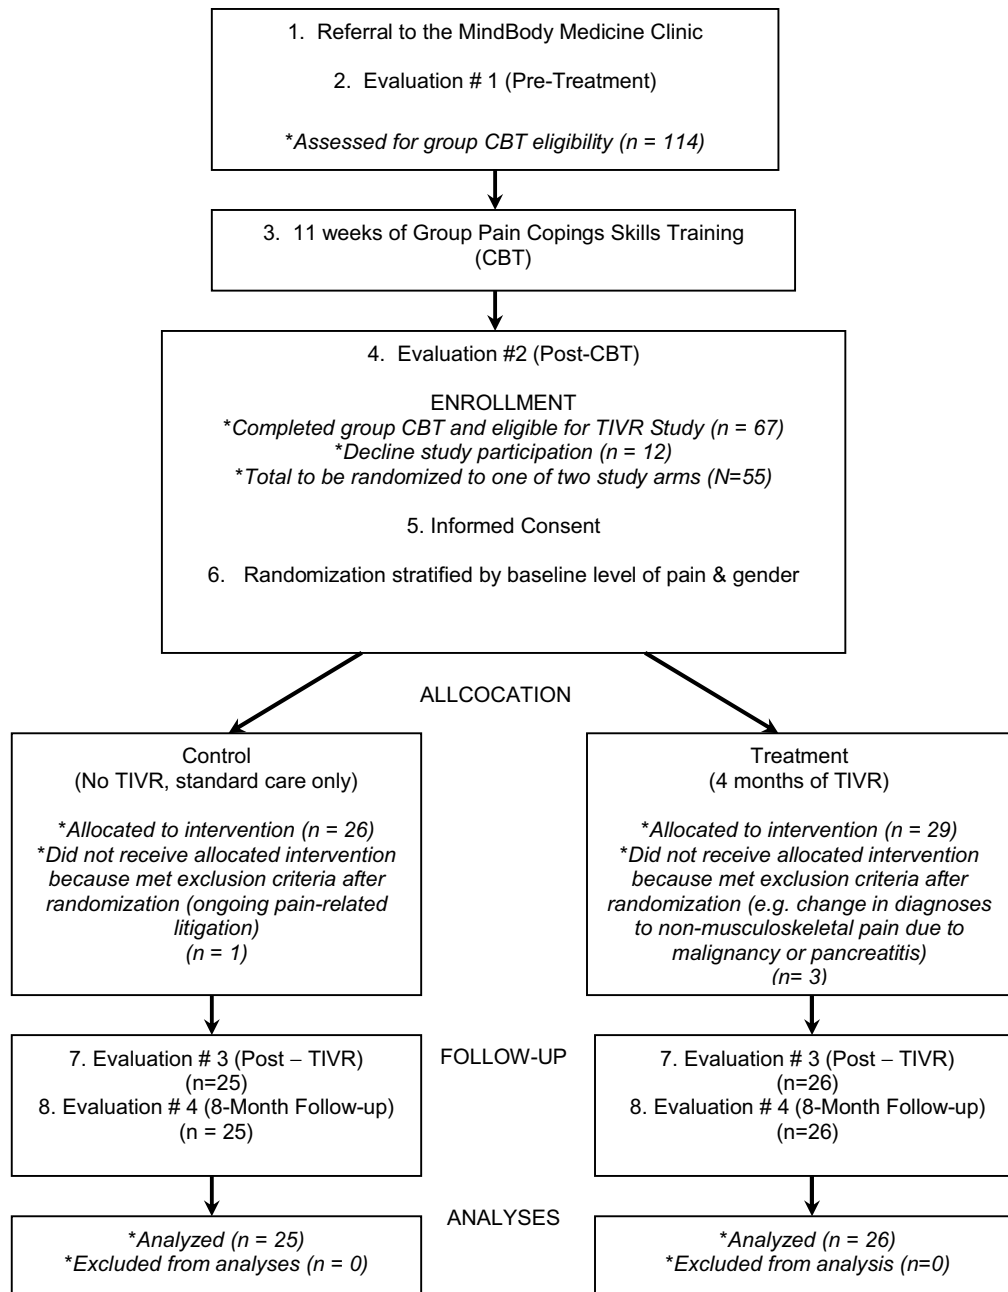 1. Referral to the MindBody Medicine Clinic
2. Evaluation # 1 (Pre-Treatment)
*Assessed for group CBT eligibility (n = 114)
3. 11 weeks of Group Pain Copings Skills Training
(CBT)
4. Evaluation #2 (Post-CBT)
ENROLLMENT
*Completed group CBT and eligible for TIVR Study (n = 67)
*Decline study participation (n = 12)
*Total to be randomized to one of two study arms (N=55)
5. Informed Consent
6. Randomization stratified by baseline level of pain & gender
ALLCOCATION
Control
(No TIVR, standard care only)
*Allocated to intervention (n = 26)
*Did not receive allocated intervention
because met exclusion criteria after
randomization (ongoing pain-related
litigation)
(n = 1)
Treatment
(4 months of TIVR)
*Allocated to intervention (n = 29)
*Did not receive allocated intervention
because met exclusion criteria after
randomization (e.g. change in diagnoses
to non-musculoskeletal pain due to
malignancy or pancreatitis)
(n= 3)
FOLLOW-UP
7. Evaluation # 3 (Post – TIVR)
(n=25)
8. Evaluation # 4 (8-Month Follow-up)
(n = 25)
7. Evaluation # 3 (Post – TIVR)
(n=26)
8. Evaluation # 4 (8-Month Follow-up)
(n=26)
ANALYSES
*Analyzed (n = 25)
*Excluded from analyses (n = 0)
*Analyzed (n = 26)
*Excluded from analysis (n=0)